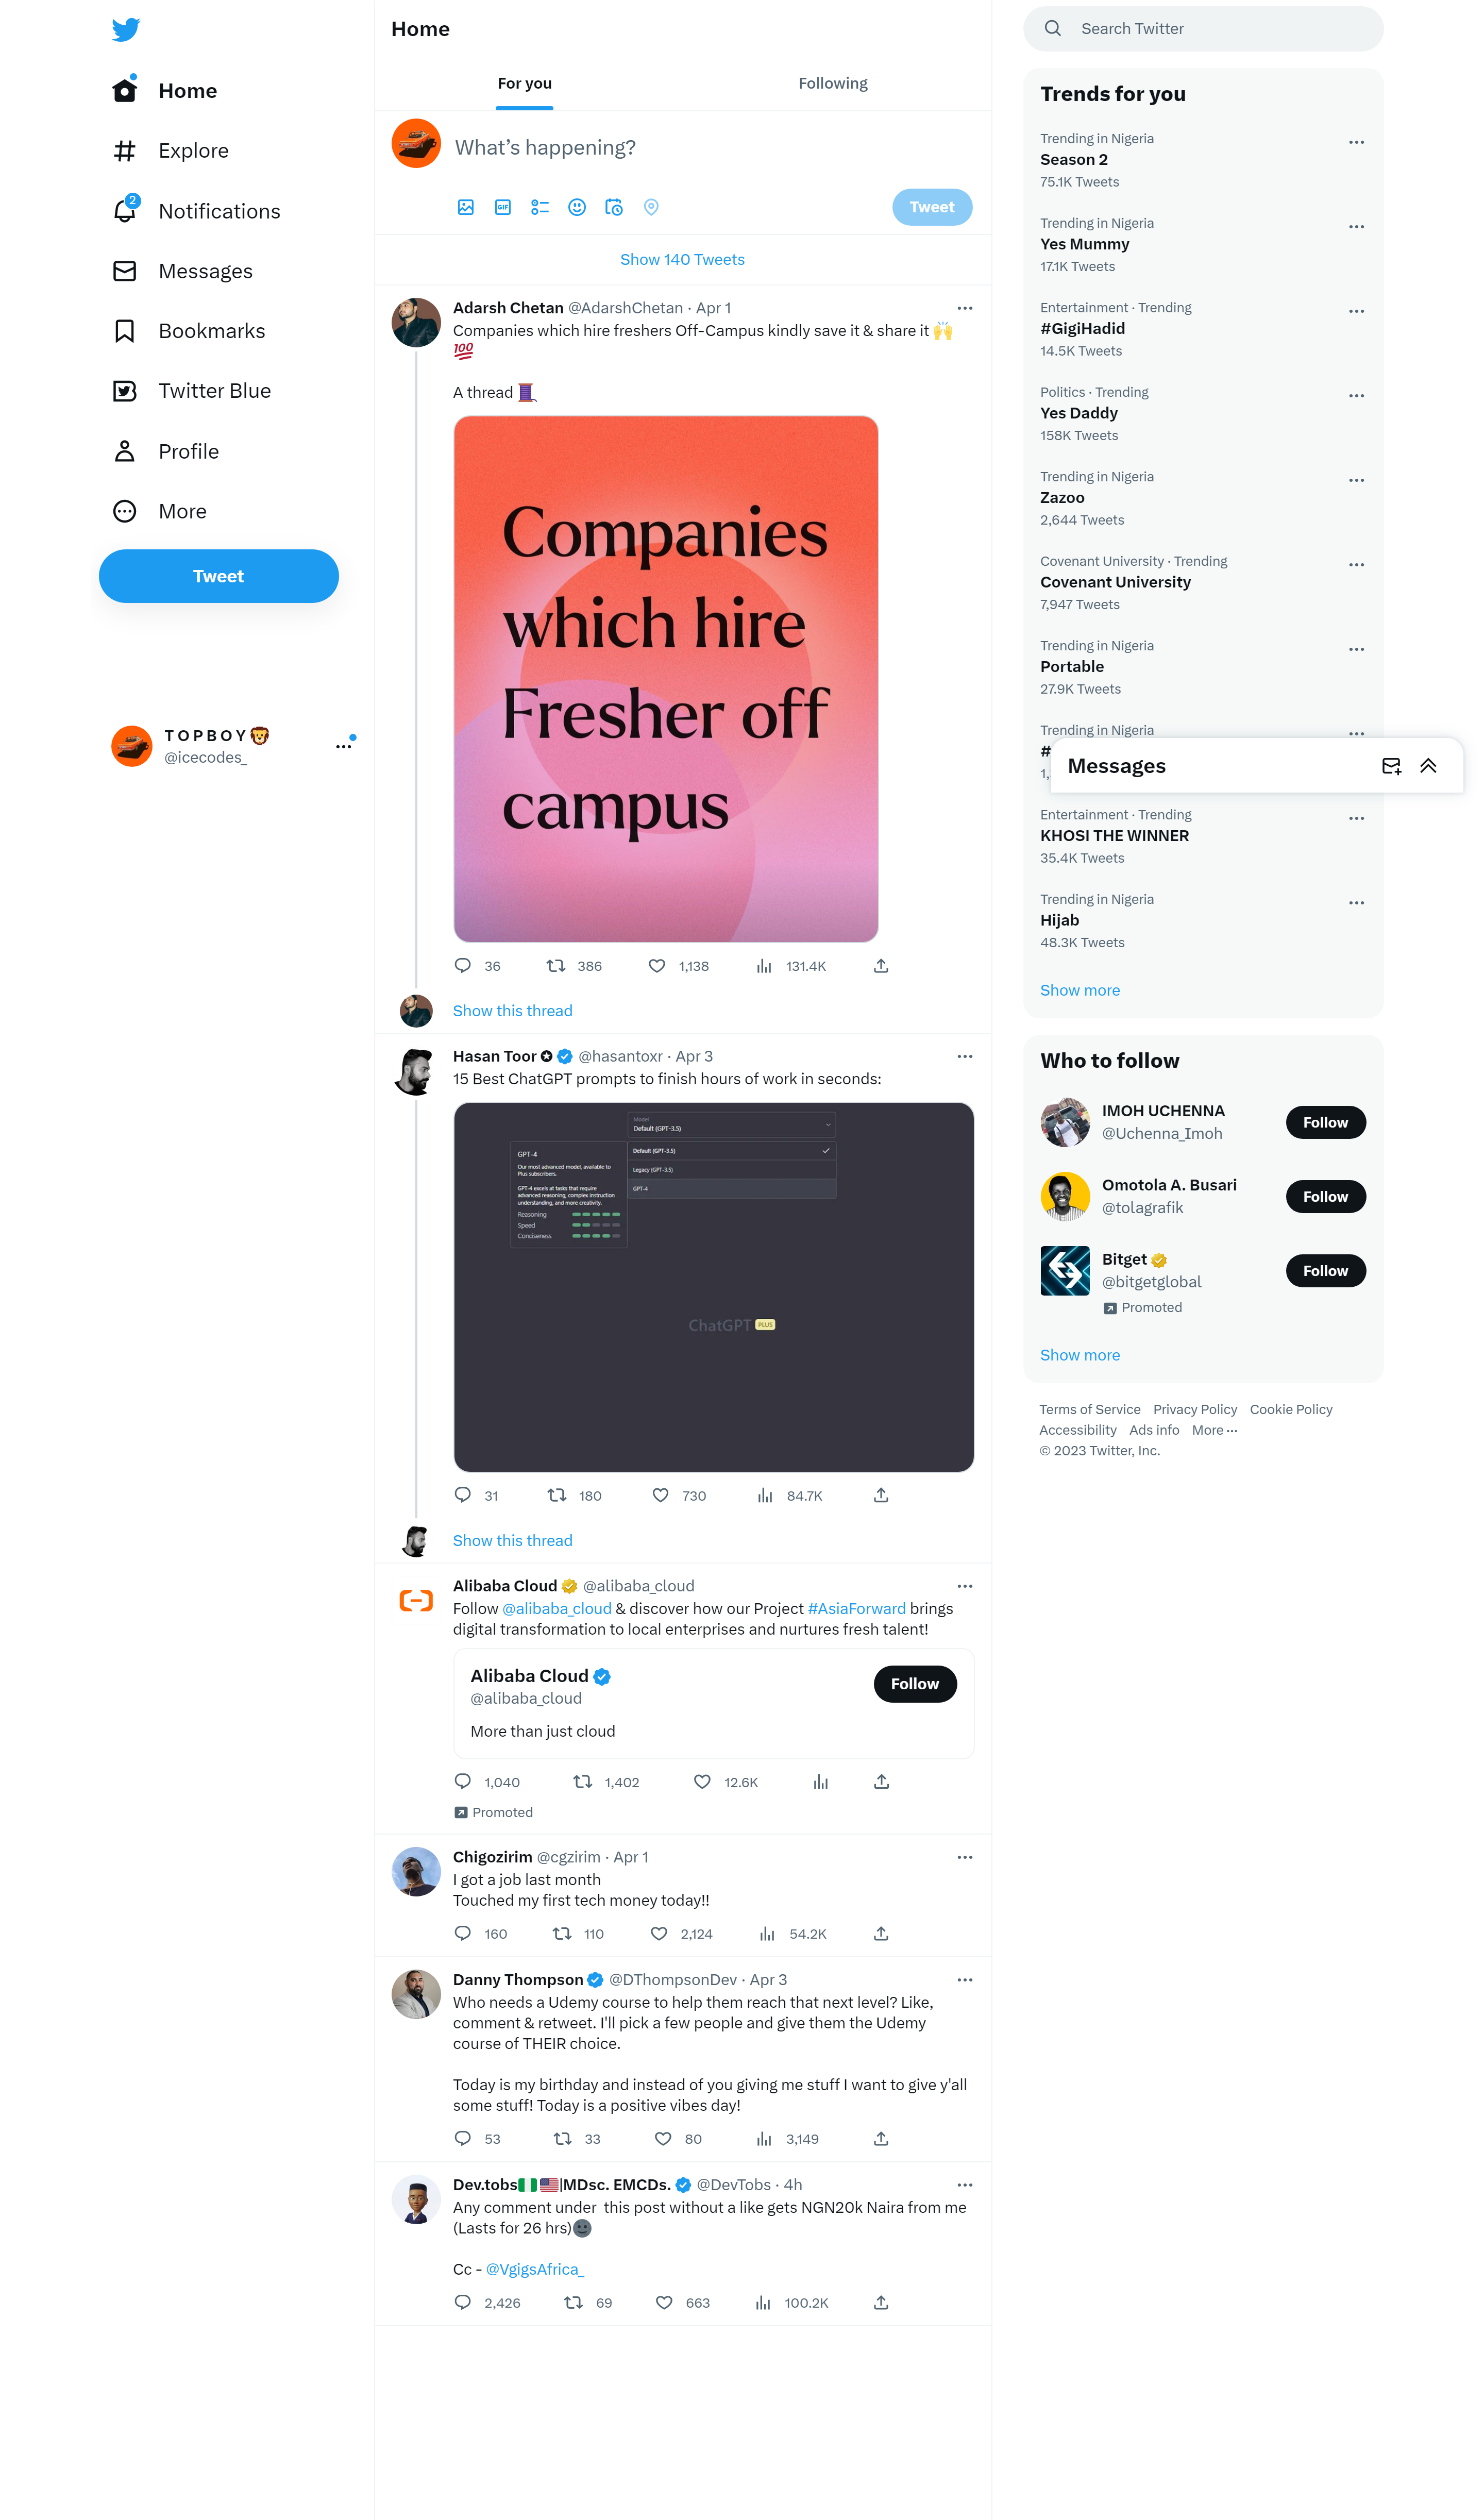 Home
Explore
2
Notifications
Messages
Bookmarks
Twitter Blue
Profile
More
Tweet
T O P B O Y🦁
@icecodes_
Home
For you
Following
What's happening?
GIF
Tweet
Show 140 Tweets
Adarsh Chetan @AdarshChetan · Apr 1
Companies which hire freshers Off-Campus kindly save it & share it 🙌
💯
A thread 🧵
Companies
which hire
Fresher off
campus
36 386 1,138 131.4K
Show this thread
Hasan Toor ✪ @hasantoxr · Apr 3
15 Best ChatGPT prompts to finish hours of work in seconds:
Model
Default (GPT-3.5)
Default (GPT-3.5)
Legacy (GPT-3.5)
GPT-4
GPT-4
Our most advanced model, available to
Plus subscribers.
GPT-4 excels at tasks that require
advanced reasoning, complex instruction
understanding, and more creativity.
Reasoning
Speed
Conciseness
ChatGPT PLUS
31 180 730 84.7K
Show this thread
Alibaba Cloud @alibaba_cloud
Follow @alibaba_cloud & discover how our Project #AsiaForward brings
digital transformation to local enterprises and nurtures fresh talent!
Alibaba Cloud
@alibaba_cloud
Follow
More than just cloud
1,040 1,402 12.6K
Promoted
Chigozirim @cgzirim · Apr 1
I got a job last month
Touched my first tech money today!!
160 110 2,124 54.2K
Danny Thompson @DThompsonDev · Apr 3
Who needs a Udemy course to help them reach that next level? Like,
comment & retweet. I'll pick a few people and give them the Udemy
course of THEIR choice.
Today is my birthday and instead of you giving me stuff I want to give y'all
some stuff! Today is a positive vibes day!
53 33 80 3,149
Dev.tobs🇳🇬🇺🇸|MDsc. EMCDs. @DevTobs · 4h
Any comment under this post without a like gets NGN20k Naira from me
(Lasts for 26 hrs)🌚
Cc - @VgigsAfrica_
2,426 69 663 100.2K
Search Twitter
Trends for you
Trending in Nigeria
Season 2
75.1K Tweets
Trending in Nigeria
Yes Mummy
17.1K Tweets
Entertainment · Trending
#GigiHadid
14.5K Tweets
Politics · Trending
Yes Daddy
158K Tweets
Trending in Nigeria
Zazoo
2,644 Tweets
Covenant University · Trending
Covenant University
7,947 Tweets
Trending in Nigeria
Portable
27.9K Tweets
Trending in Nigeria
#
1,
Messages
Entertainment · Trending
KHOSI THE WINNER
35.4K Tweets
Trending in Nigeria
Hijab
48.3K Tweets
Show more
Who to follow
IMOH UCHENNA
@Uchenna_Imoh
Follow
Omotola A. Busari
@tolagrafik
Follow
Bitget
@bitgetglobal
Follow
Promoted
Show more
Terms of Service Privacy Policy Cookie Policy
Accessibility Ads info More ···
© 2023 Twitter, Inc.